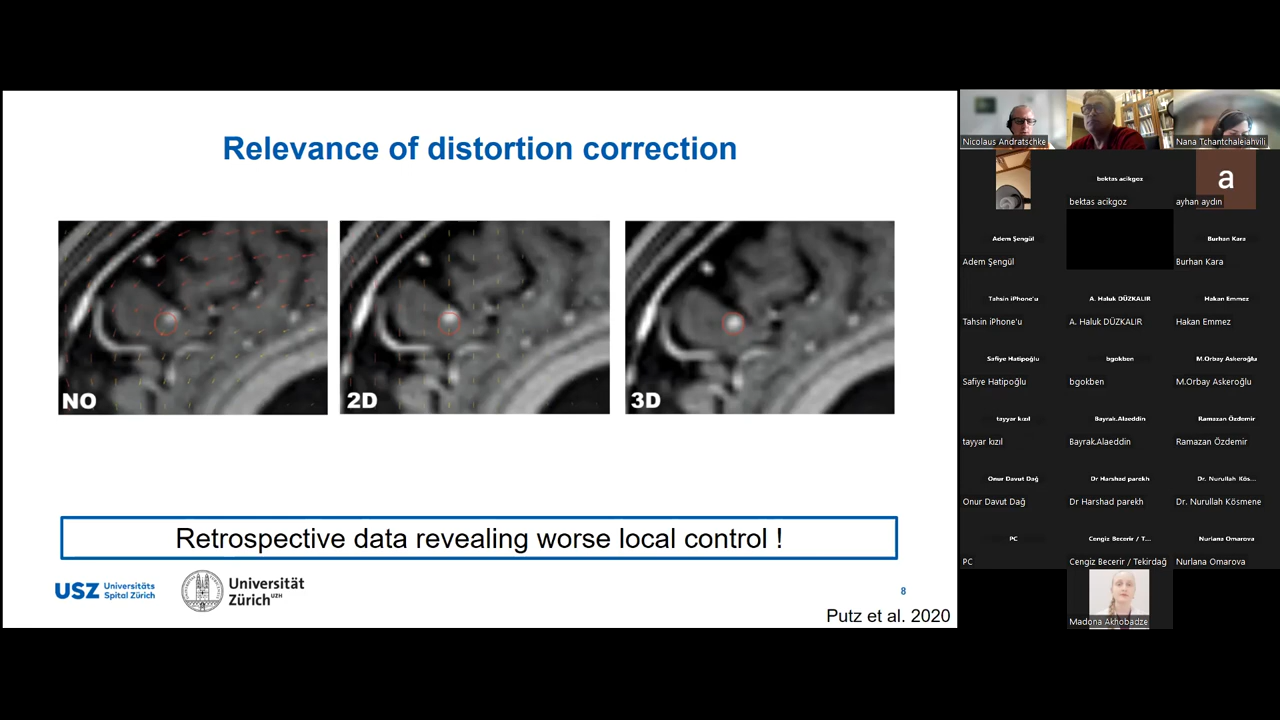 Relevance of distortion correction
NO
2D
3D
Retrospective data revealing worse local control !
USZ Universitäts Spital Zürich
Universität Zürich UZH
8
Putz et al. 2020
Nicolaus Andratschke
Nana Tchantchaleiahvili
bektas acikgoz
bektas acikgoz
a
ayhan aydın
Adem Şengül
Adem Şengül
Burhan Kara
Burhan Kara
Tahsin iPhone'u
Tahsin iPhone'u
A. Haluk DÜZKALIR
A. Haluk DÜZKALIR
Hakan Emmez
Hakan Emmez
Safiye Hatipoğlu
Safiye Hatipoğlu
bgokben
bgokben
M.Orbay Askeroğlu
M.Orbay Askeroğlu
tayyar kızıl
tayyar kızıl
Bayrak.Alaeddin
Bayrak.Alaeddin
Ramazan Özdemir
Ramazan Özdemir
Onur Davut Dağ
Onur Davut Dağ
Dr Harshad parekh
Dr Harshad parekh
Dr. Nurullah Kös...
Dr. Nurullah Kösmene
PC
PC
Cengiz Becerir / T...
Cengiz Becerir / Tekirdağ
Nurlana Omarova
Nurlana Omarova
Madona Akhobadze